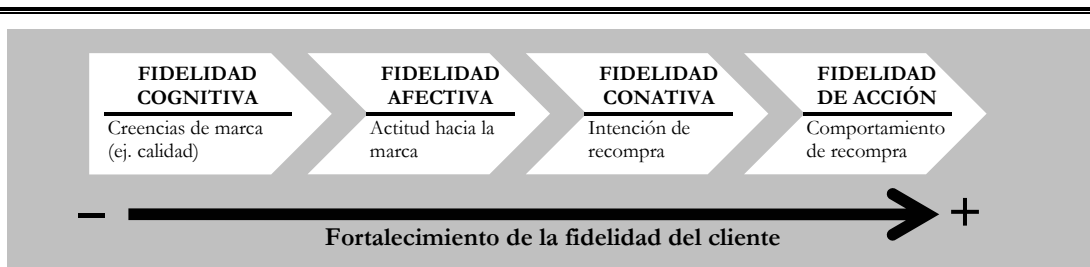 FIDELIDAD
COGNITIVA
Creencias de marca
(ej. calidad)
FIDELIDAD
AFECTIVA
Actitud hacia la
marca
FIDELIDAD
CONATIVA
Intención de
recompra
FIDELIDAD
DE ACCIÓN
Comportamiento
de recompra
– +
Fortalecimiento de la fidelidad del cliente